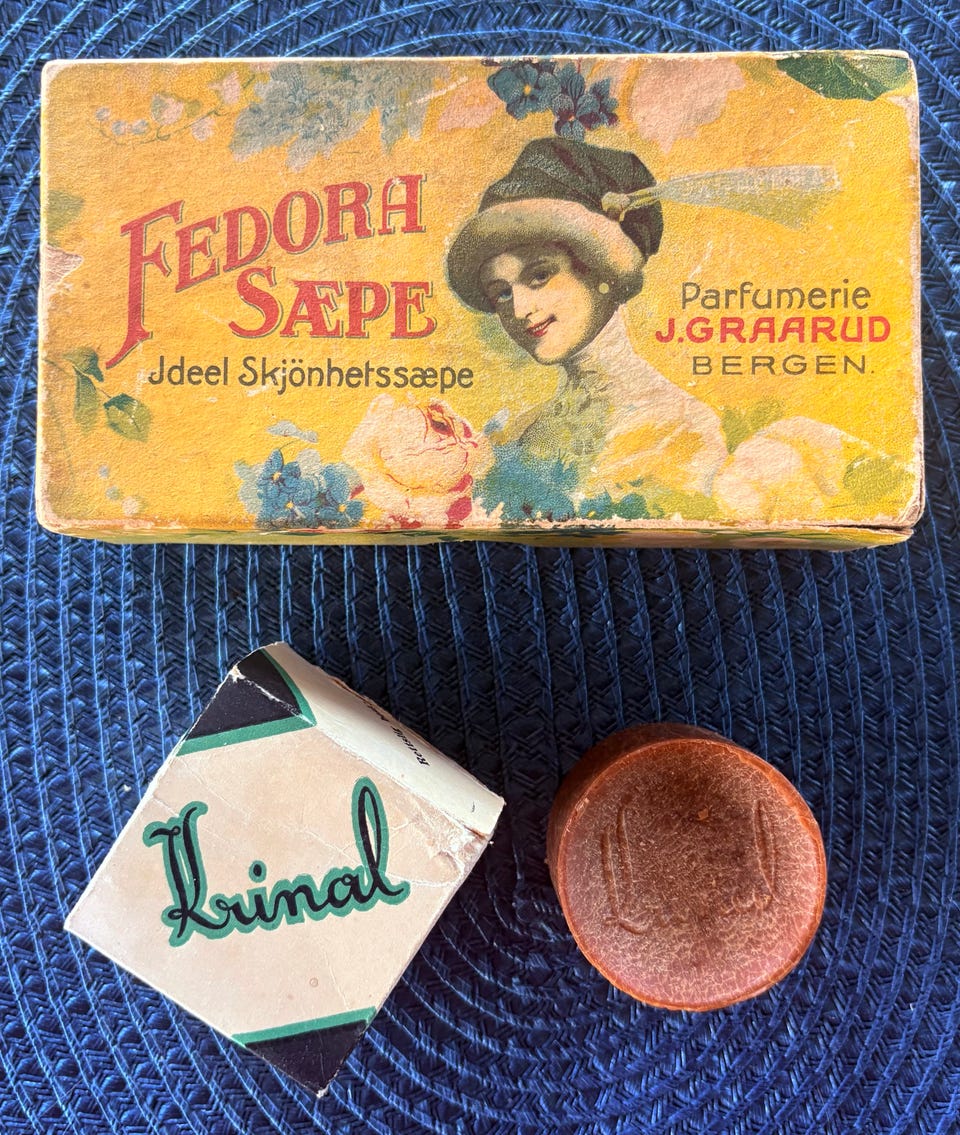 FEDORA
SÆPE
Jdeel Skjönhetssæpe
Parfumerie
J.GRAARUD
BERGEN.
Krinal